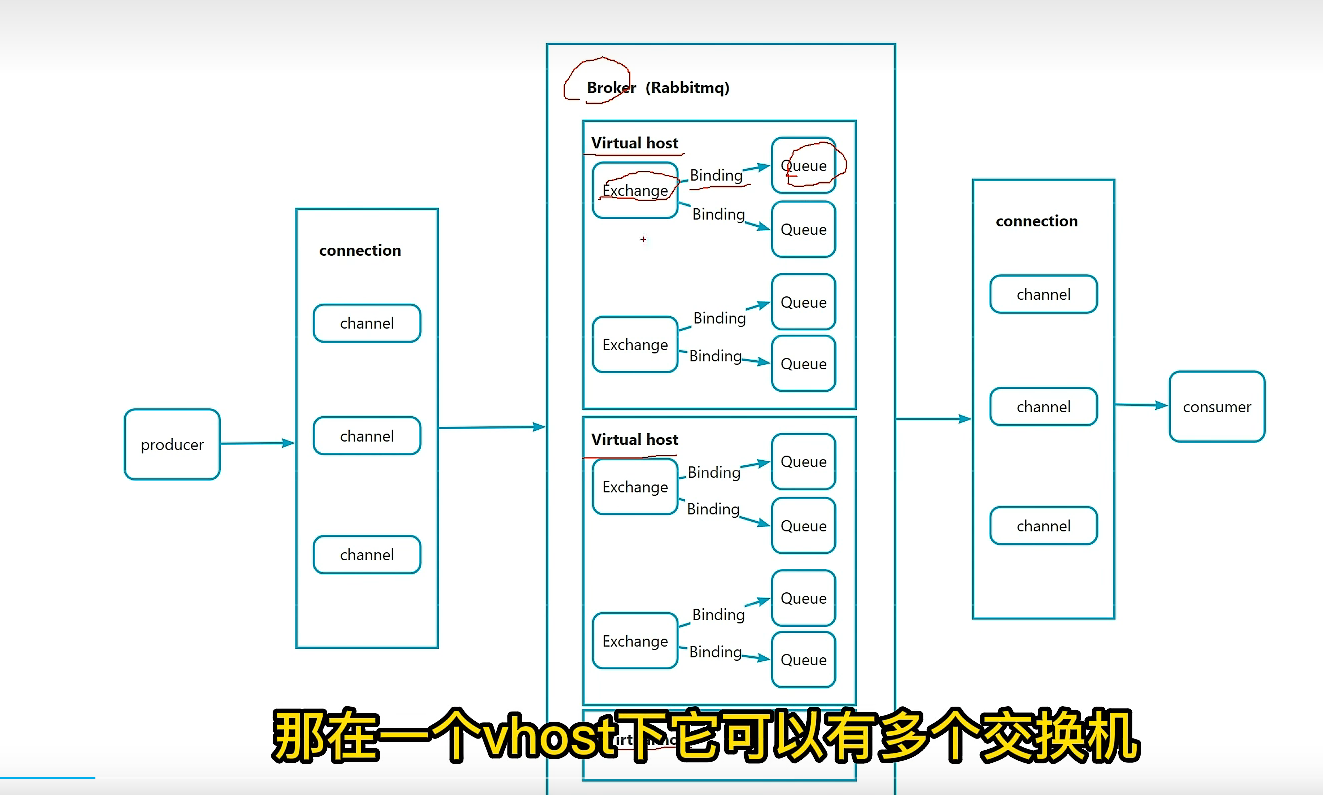 Broker (Rabbitmq)
Virtual host
Exchange
Binding
Queue
Binding
Queue
Exchange
Binding
Queue
Binding
Queue
Virtual host
Exchange
Binding
Queue
Binding
Queue
Exchange
Binding
Queue
Binding
Queue
connection
channel
channel
channel
producer
connection
channel
channel
channel
consumer
那在一个vhost下它可以有多个交换机